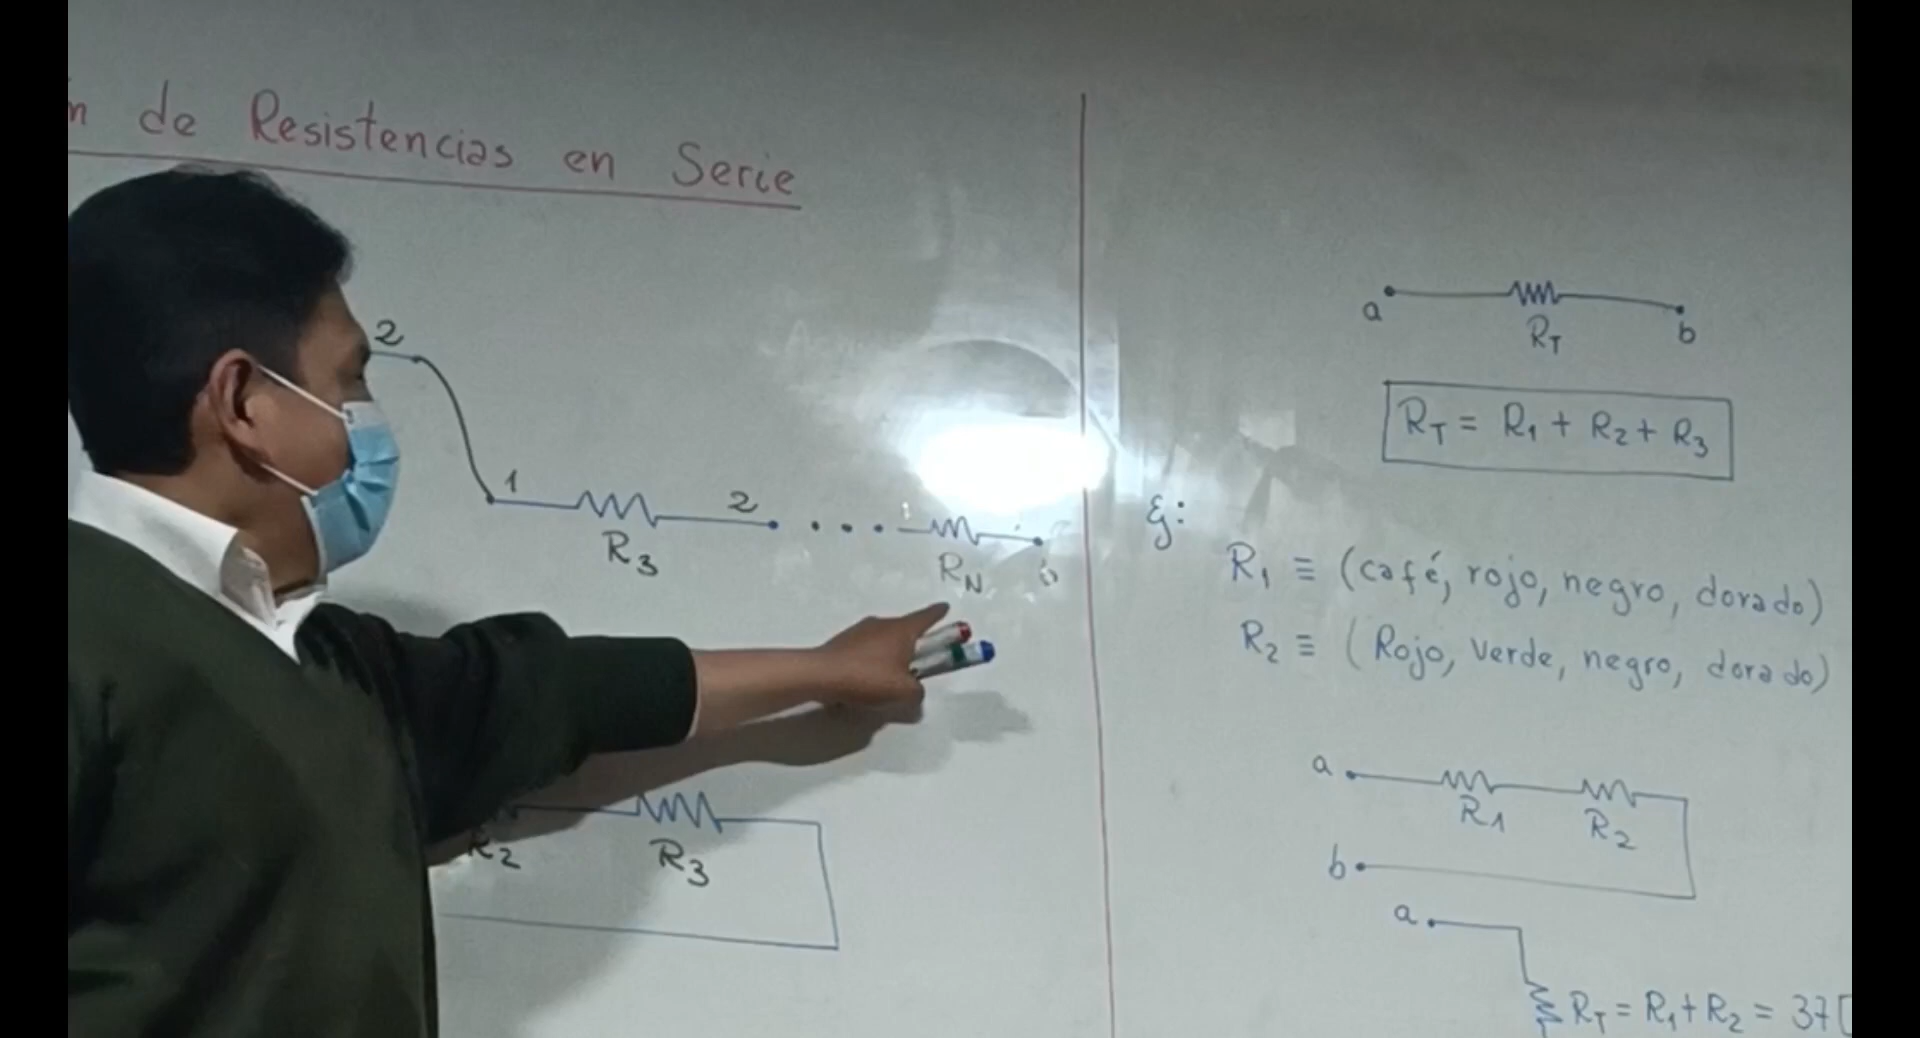 de Resistencias en Serie
2
1
2
R3
RN
R2
R3
a
b
RT
RT = R1 + R2 + R3
Ej:
R1 ≡ (café, rojo, negro, dorado)
R2 ≡ (Rojo, verde, negro, dorado)
a
R1
R2
b
a
RT = R1 + R2 = 37